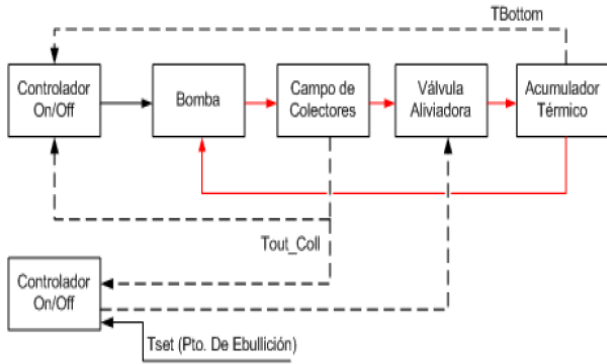 TBottom
Controlador
On/Off
Bomba
Campo de
Colectores
Válvula
Aliviadora
Acumulador
Térmico
Tout_Coll
Controlador
On/Off
Tset (Pto. De Ebullición)